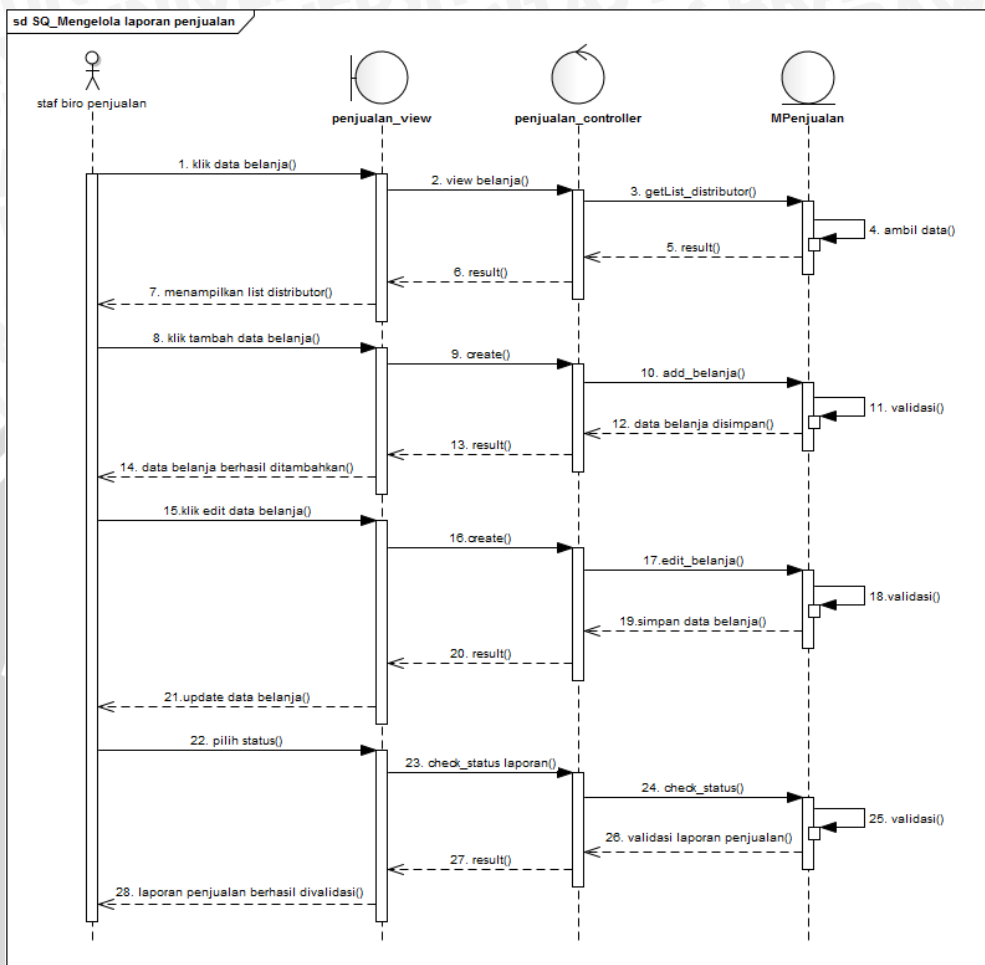 sd SQ_Mengelola laporan penjualan
staf biro penjualan
penjualan_view
penjualan_controller
MPenjualan
1. klik data belanja()
2. view belanja()
3. getList_distributor()
4. ambil data()
5. result()
6. result()
7. menampilkan list distributor()
8. klik tambah data belanja()
9. create()
10. add_belanja()
11. validasi()
12. data belanja disimpan()
13. result()
14. data belanja berhasil ditambahkan()
15.klik edit data belanja()
16.create()
17.edit_belanja()
18.validasi()
19.simpan data belanja()
20. result()
21.update data belanja()
22. pilih status()
23. check_status laporan()
24. check_status()
25. validasi()
26. validasi laporan penjualan()
27. result()
28. laporan penjualan berhasil divalidasi()